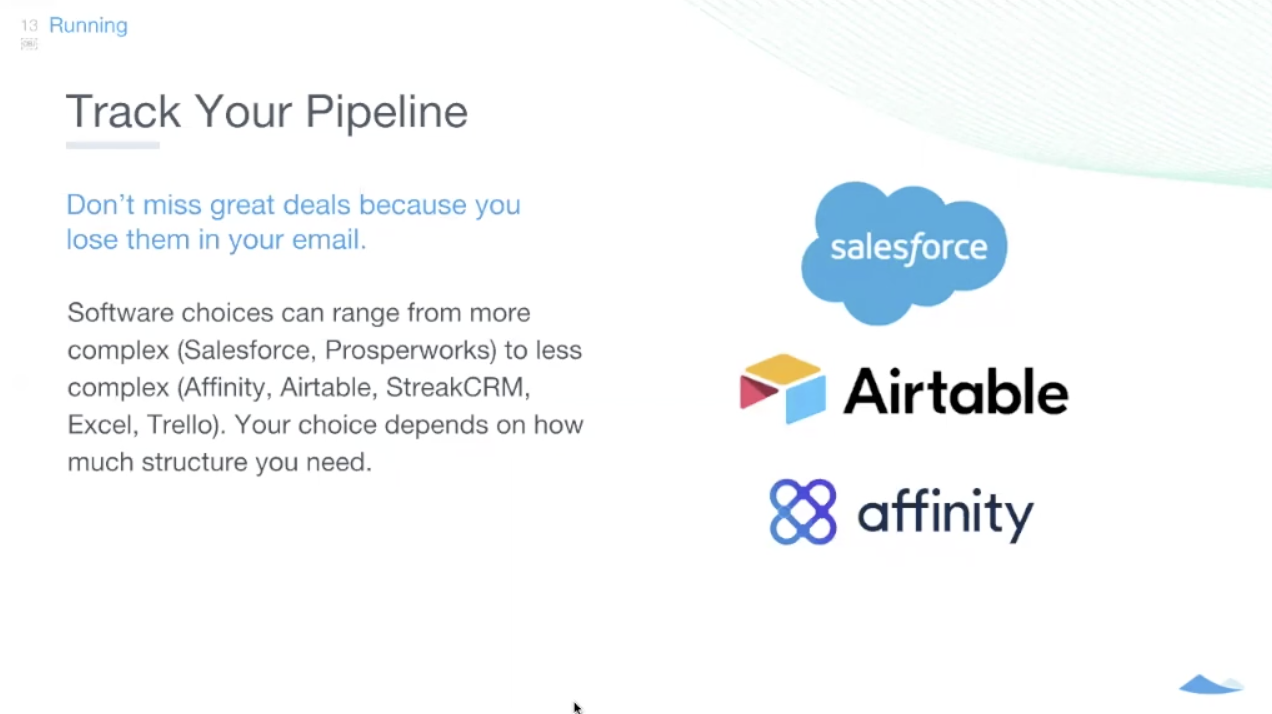 13 Running
Track Your Pipeline
Don’t miss great deals because you
lose them in your email.
Software choices can range from more
complex (Salesforce, Prosperworks) to less
complex (Affinity, Airtable, StreakCRM,
Excel, Trello). Your choice depends on how
much structure you need.
salesforce
Airtable
affinity